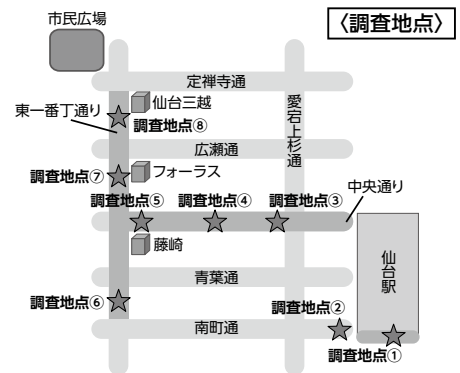 市民広場
〈調査地点〉
定禅寺通
仙台三越
東一番丁通り
調査地点⑧
愛宕上杉通
広瀬通
調査地点⑦
フォーラス
中央通り
調査地点⑤
調査地点④
調査地点③
藤崎
仙台駅
青葉通
調査地点⑥
調査地点②
南町通
調査地点①